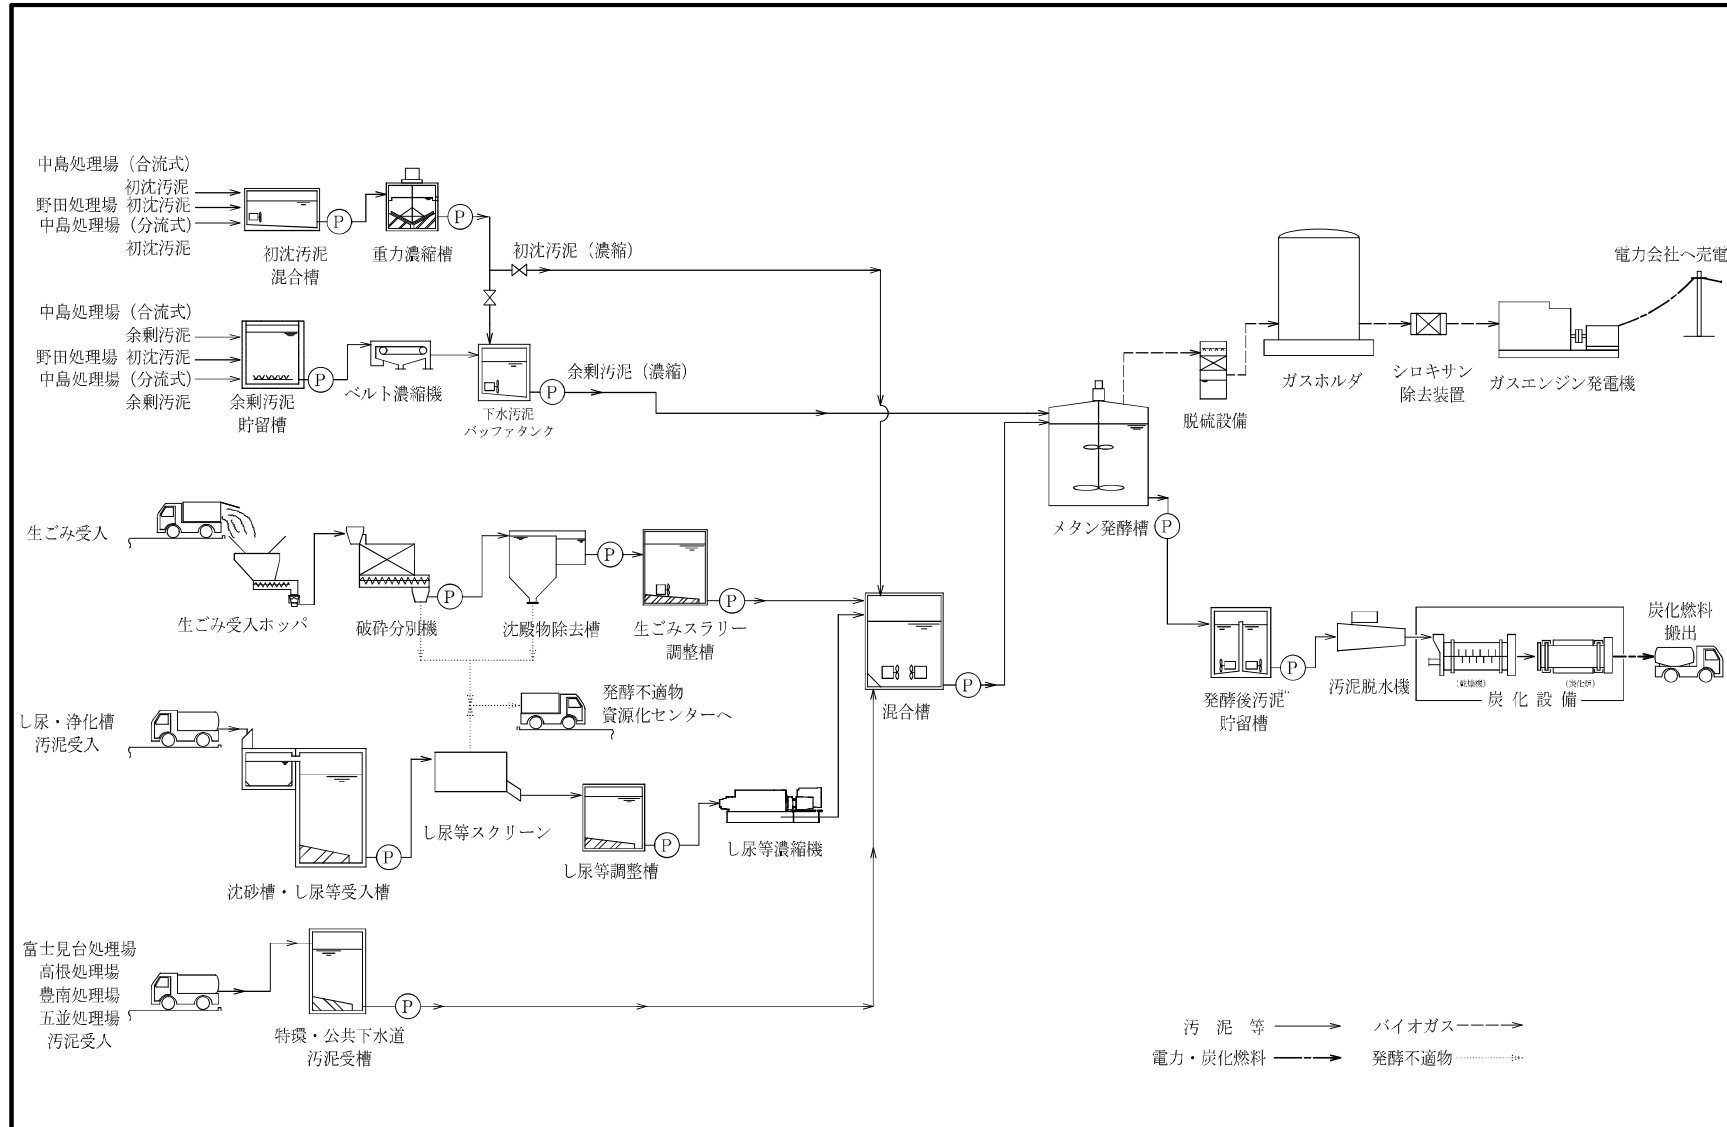 中島処理場（合流式）
初沈汚泥
野田処理場 初沈汚泥
中島処理場（分流式）
初沈汚泥
P
P
初沈汚泥
混合槽
重力濃縮槽
初沈汚泥（濃縮）
中島処理場（合流式）
余剰汚泥
野田処理場 初沈汚泥
中島処理場（分流式）
余剰汚泥
P
余剰汚泥
貯留槽
ベルト濃縮機
下水汚泥
バッファタンク
P
余剰汚泥（濃縮）
生ごみ受入
生ごみ受入ホッパ
破砕分別機
P
沈殿物除去槽
P
生ごみスラリー
調整槽
P
発酵不適物
資源化センターへ
し尿・浄化槽
汚泥受入
沈砂槽・し尿等受入槽
P
し尿等スクリーン
し尿等調整槽
P
し尿等濃縮機
富士見台処理場
高根処理場
豊南処理場
五並処理場
汚泥受入
特環・公共下水道
汚泥受槽
P
混合槽
P
メタン発酵槽
P
脱硫設備
ガスホルダ
シロキサン
除去装置
ガスエンジン発電機
電力会社へ売電
発酵後汚泥
貯留槽
P
汚泥脱水機
(乾燥機)
(炭化炉)
炭化設備
炭化燃料
搬出
汚泥等
バイオガス
電力・炭化燃料
発酵不適物